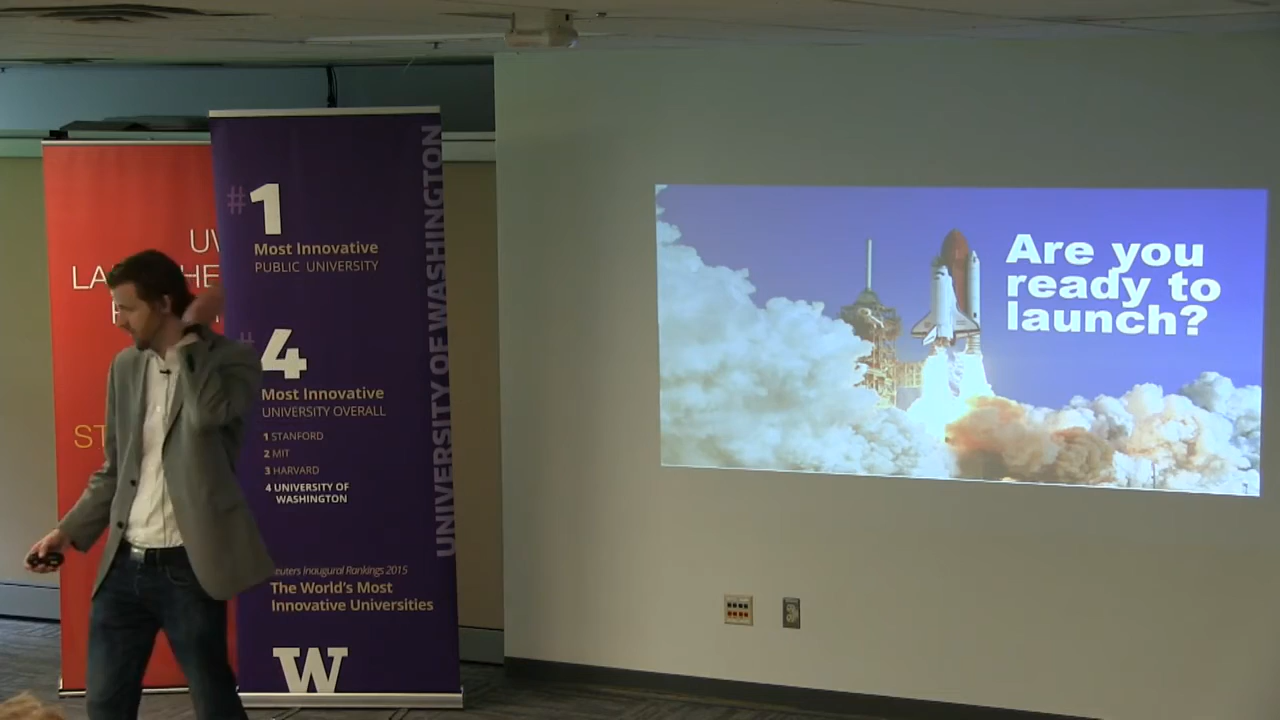 #1
Most Innovative
PUBLIC UNIVERSITY
#4
Most Innovative
UNIVERSITY OVERALL
1 STANFORD
2 MIT
3 HARVARD
4 UNIVERSITY OF
WASHINGTON
Inaugural Rankings 2015
The World's Most
Innovative Universities
W
UNIVERSITY OF WASHINGTON
Are you
ready to
launch?